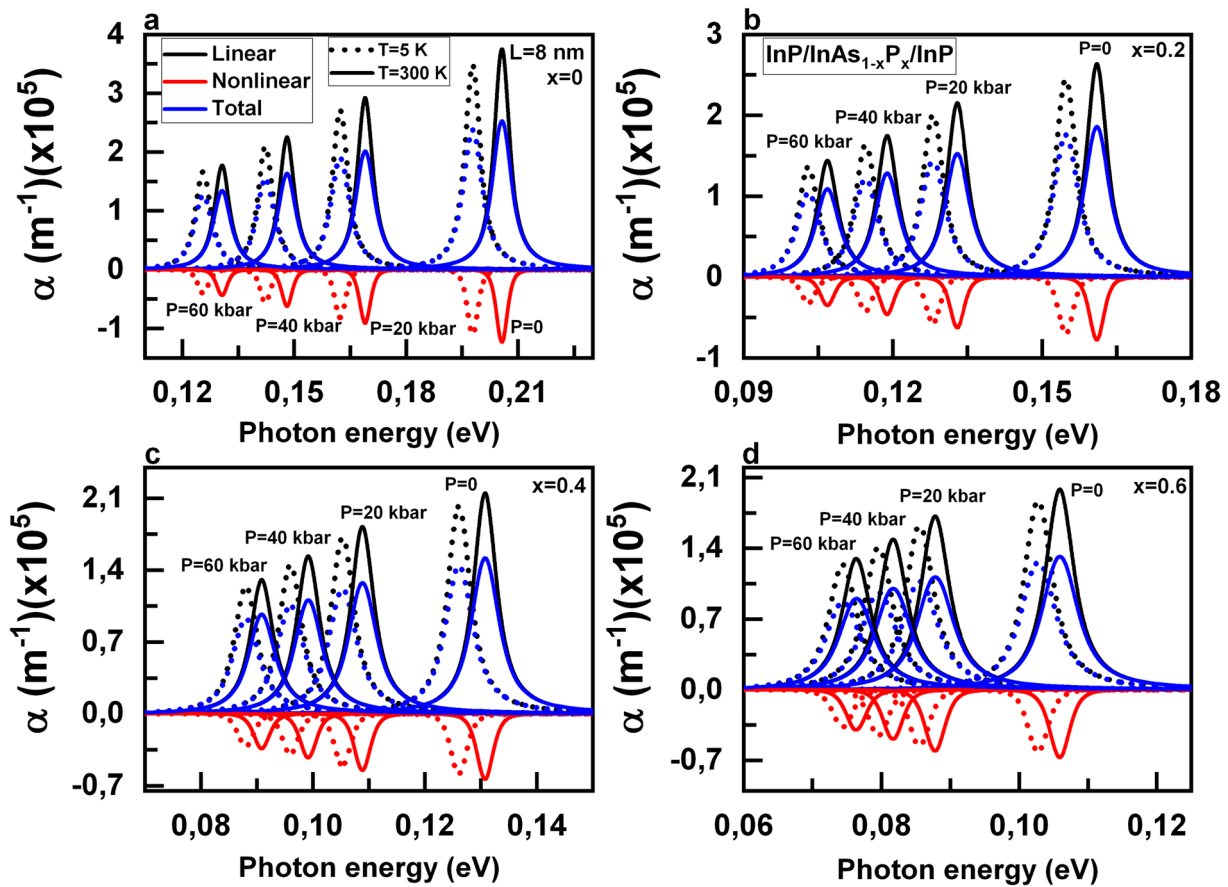 a
Linear
Nonlinear
Total
T=5 K
T=300 K
L=8 nm
x=0
P=60 kbar
P=40 kbar
P=20 kbar
P=0
4
3
2
1
0
-1
α (m⁻¹)(x10⁵)
0,12
0,15
0,18
0,21
Photon energy (eV)
b
InP/InAs₁₋ₓPₓ/InP
P=0
x=0.2
P=20 kbar
P=40 kbar
P=60 kbar
3
2
1
0
-1
α (m⁻¹)(x10⁵)
0,09
0,12
0,15
0,18
Photon energy (eV)
c
P=0
x=0.4
P=20 kbar
P=40 kbar
P=60 kbar
2,1
1,4
0,7
0,0
-0,7
α (m⁻¹)(x10⁵)
0,08
0,10
0,12
0,14
Photon energy (eV)
d
P=0
x=0.6
P=20 kbar
P=40 kbar
P=60 kbar
2,1
1,4
0,7
0,0
-0,7
α (m⁻¹)(x10⁵)
0,06
0,08
0,10
0,12
Photon energy (eV)